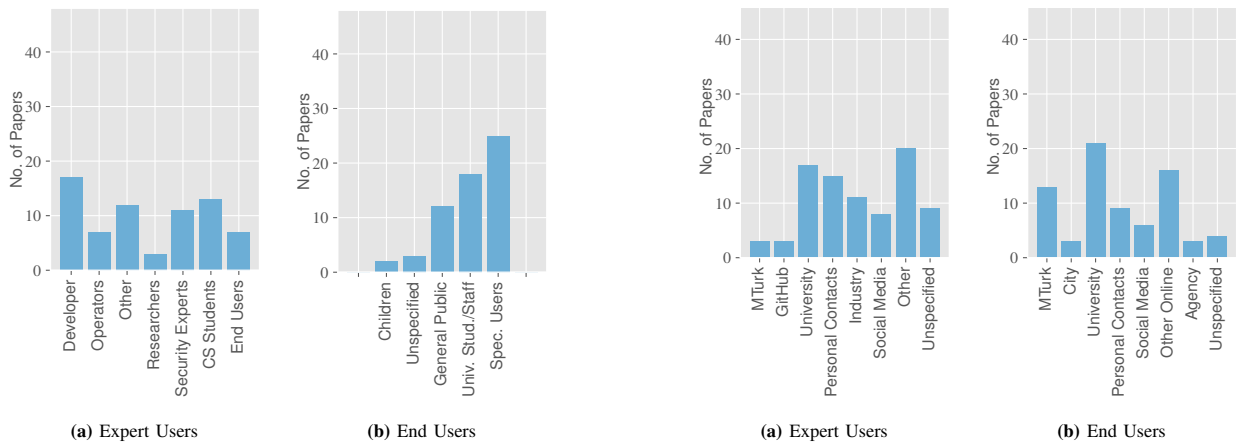 No. of Papers
40
30
20
10
0
Developer
Operators
Other
Researchers
Security Experts
CS Students
End Users
(a) Expert Users
No. of Papers
40
30
20
10
0
Children
Unspecified
General Public
Univ. Stud./Staff
Spec. Users
(b) End Users
No. of Papers
40
30
20
10
0
MTurk
GitHub
University
Personal Contacts
Industry
Social Media
Other
Unspecified
(a) Expert Users
No. of Papers
40
30
20
10
0
MTurk
City
University
Personal Contacts
Social Media
Other Online
Agency
Unspecified
(b) End Users